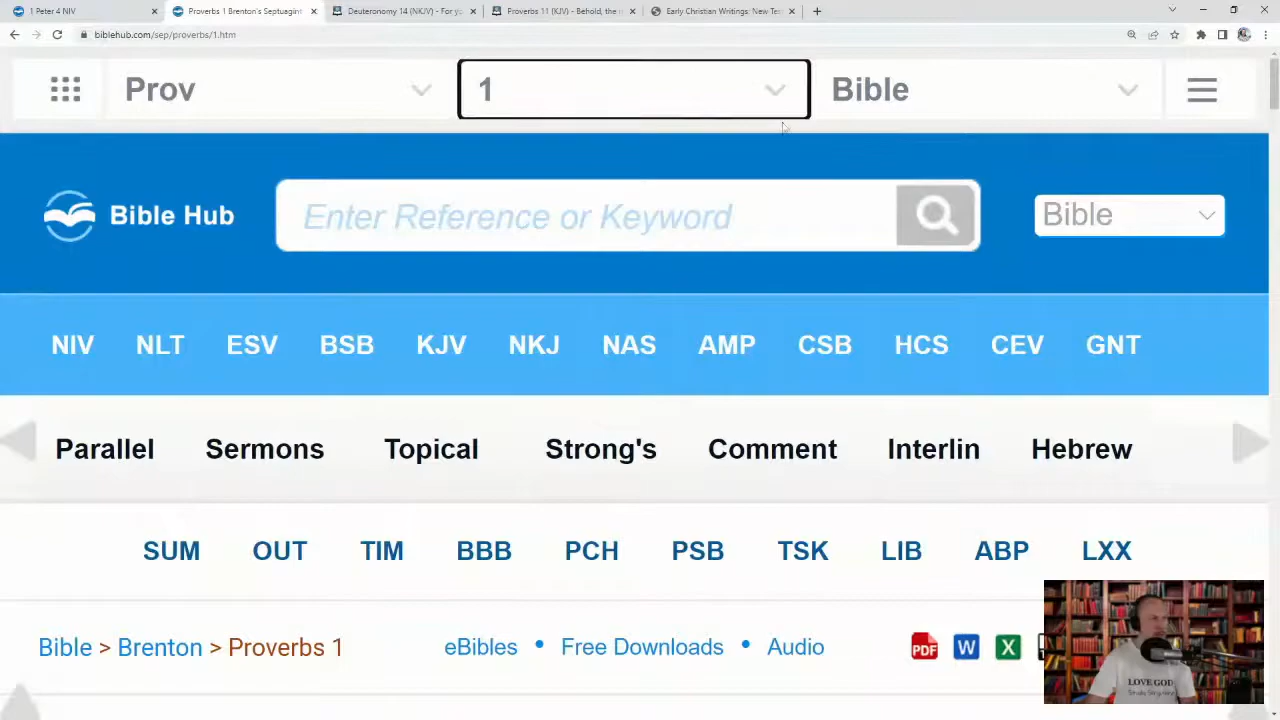 1 Peter 4 NIV
Proverbs 1 Brenton's Septuagint
Deuteronomy 14 (NKJV) - For yo
Proverbs 11 (KJV) - Behold, the r
Early Christian Writings: New Tes
biblehub.com/sep/proverbs/1.htm
Prov 1 Bible
Bible Hub Enter Reference or Keyword Bible
NIV NLT ESV BSB KJV NKJ NAS AMP CSB HCS CEV GNT
Parallel Sermons Topical Strong's Comment Interlin Hebrew
SUM OUT TIM BBB PCH PSB TSK LIB ABP LXX
Bible > Brenton > Proverbs 1 eBibles • Free Downloads • Audio PDF W X
LOVE GOD